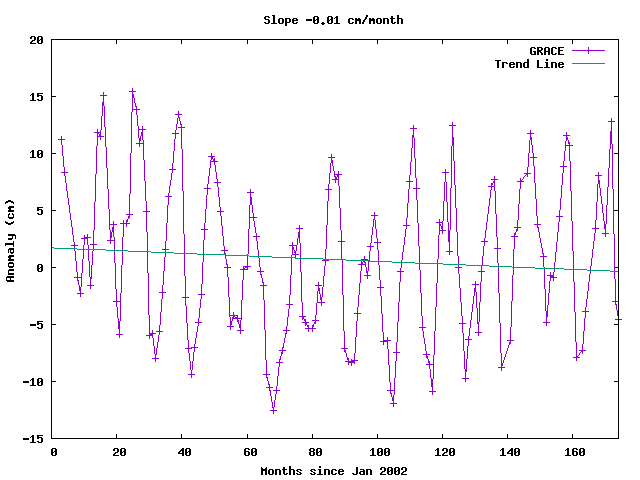 Slope -0.01 cm/month
GRACE
Trend Line
Anomaly (cm)
20
15
10
5
0
-5
-10
-15
0 20 40 60 80 100 120 140 160
Months since Jan 2002